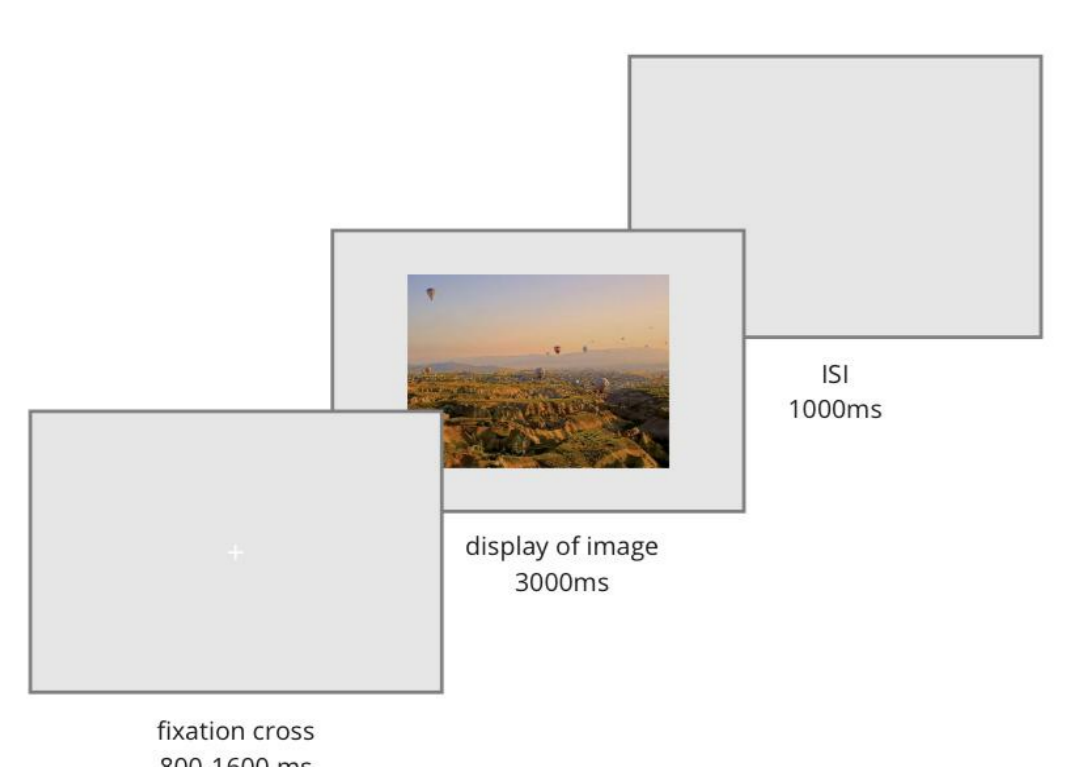 ISI
1000ms
display of image
3000ms
fixation cross
800-1600 ms